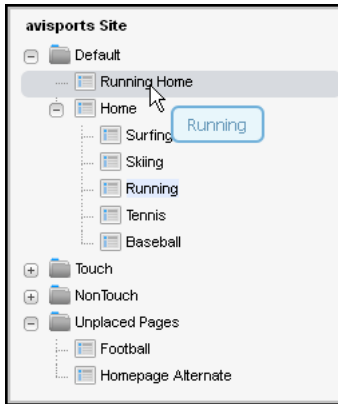 avisports Site
Default
Running Home
Home
Surfing
Running
Skiing
Running
Tennis
Baseball
Touch
NonTouch
Unplaced Pages
Football
Homepage Alternate